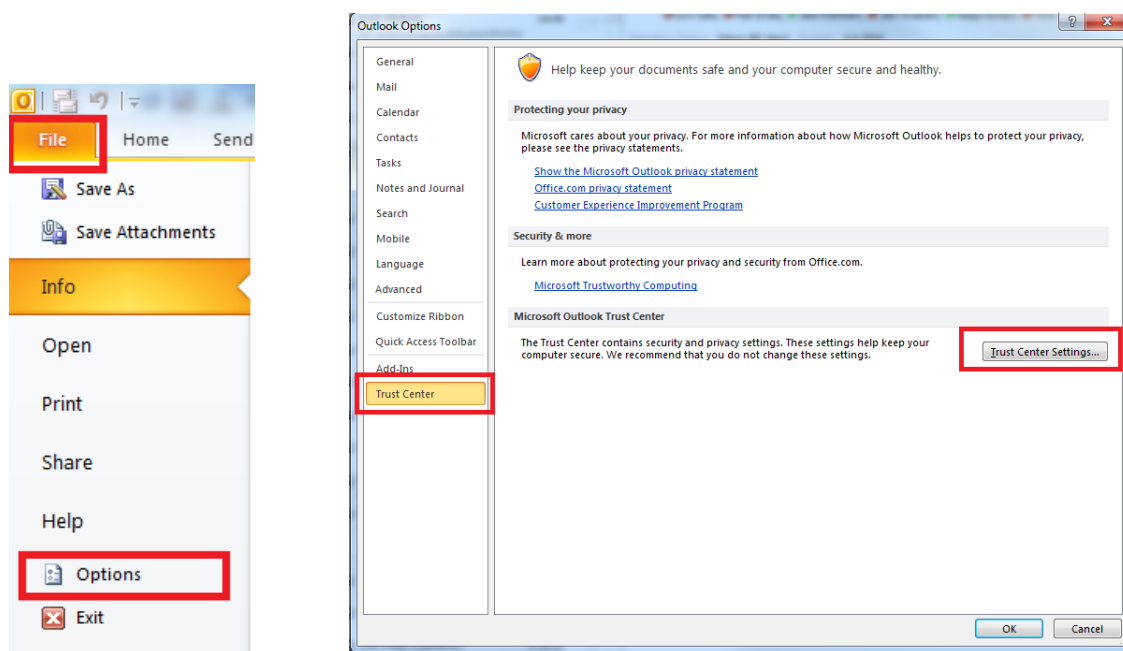 File Home Send
Save As
Save Attachments
Info
Open
Print
Share
Help
Options
Exit
Outlook Options
General
Mail
Calendar
Contacts
Tasks
Notes and Journal
Search
Mobile
Language
Advanced
Customize Ribbon
Quick Access Toolbar
Add-Ins
Trust Center
Help keep your documents safe and your computer secure and healthy.
Protecting your privacy
Microsoft cares about your privacy. For more information about how Microsoft Outlook helps to protect your privacy,
please see the privacy statements.
Show the Microsoft Outlook privacy statement
Office.com privacy statement
Customer Experience Improvement Program
Security & more
Learn more about protecting your privacy and security from Office.com.
Microsoft Trustworthy Computing
Microsoft Outlook Trust Center
The Trust Center contains security and privacy settings. These settings help keep your
computer secure. We recommend that you do not change these settings.
Trust Center Settings...
OK Cancel